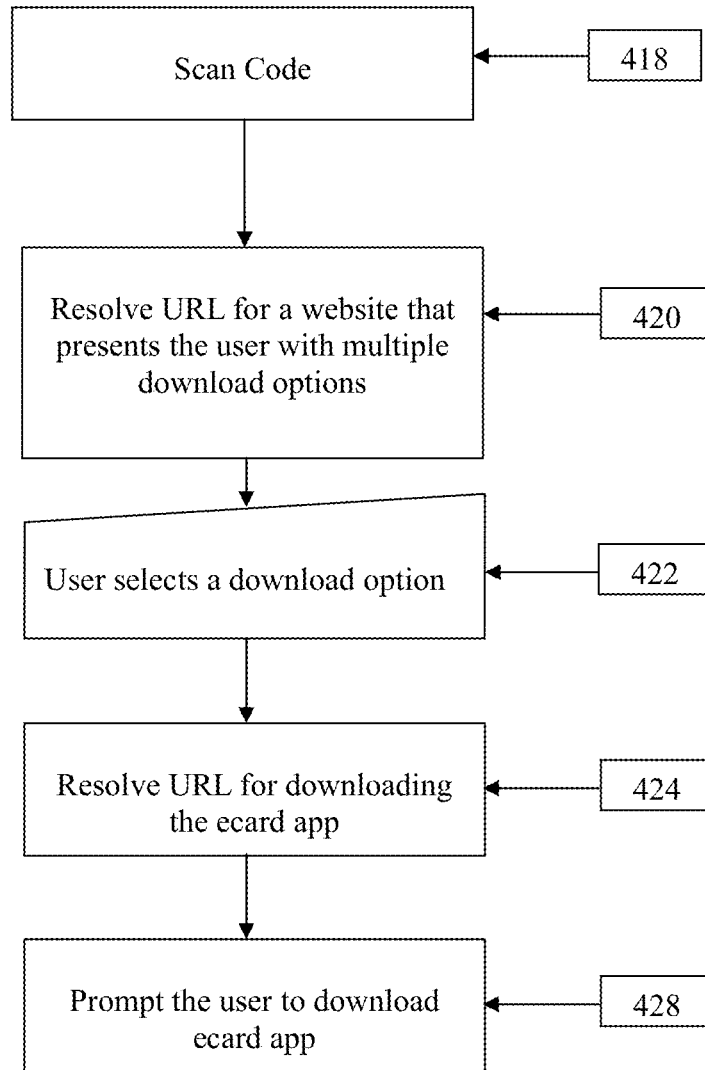 Scan Code
418
Resolve URL for a website that
presents the user with multiple
download options
420
User selects a download option
422
Resolve URL for downloading
the ecard app
424
Prompt the user to download
ecard app
428